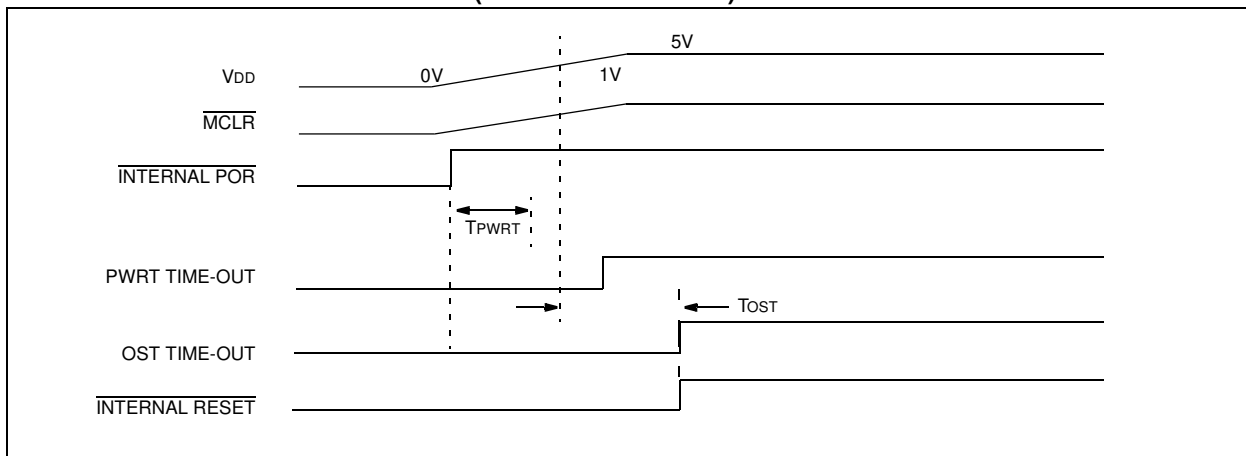 5V
VDD
0V
1V
MCLR
INTERNAL POR
TPWRT
PWRT TIME-OUT
TOST
OST TIME-OUT
INTERNAL RESET